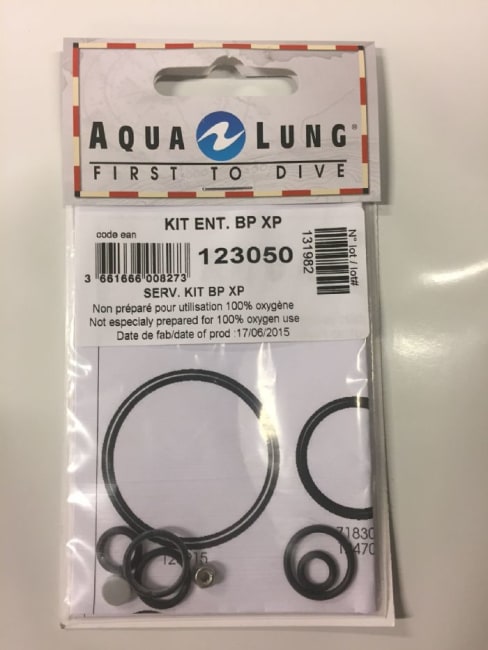 AQUA LUNG®
FIRST TO DIVE
KIT ENT. BP XP
code ean
123050
N° lot / lot#
131982
3 661666 008273
SERV. KIT BP XP
Non préparé pour utilisation 100% oxygène
Not especialy prepared for 100% oxygen use
Date de fab/date of prod :17/06/2015